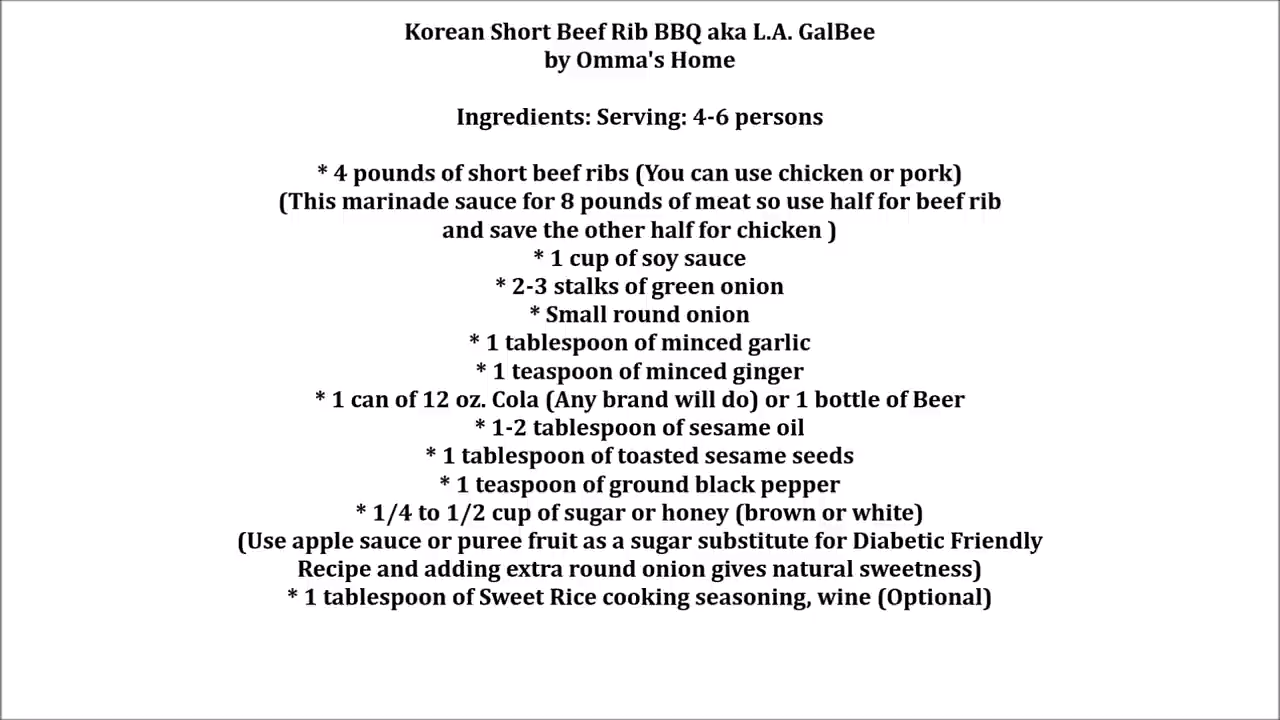 Korean Short Beef Rib BBQ aka L.A. GalBee
by Omma's Home
Ingredients: Serving: 4-6 persons
* 4 pounds of short beef ribs (You can use chicken or pork)
(This marinade sauce for 8 pounds of meat so use half for beef rib
and save the other half for chicken )
* 1 cup of soy sauce
* 2-3 stalks of green onion
* Small round onion
* 1 tablespoon of minced garlic
* 1 teaspoon of minced ginger
* 1 can of 12 oz. Cola (Any brand will do) or 1 bottle of Beer
* 1-2 tablespoon of sesame oil
* 1 tablespoon of toasted sesame seeds
* 1 teaspoon of ground black pepper
* 1/4 to 1/2 cup of sugar or honey (brown or white)
(Use apple sauce or puree fruit as a sugar substitute for Diabetic Friendly
Recipe and adding extra round onion gives natural sweetness)
* 1 tablespoon of Sweet Rice cooking seasoning, wine (Optional)